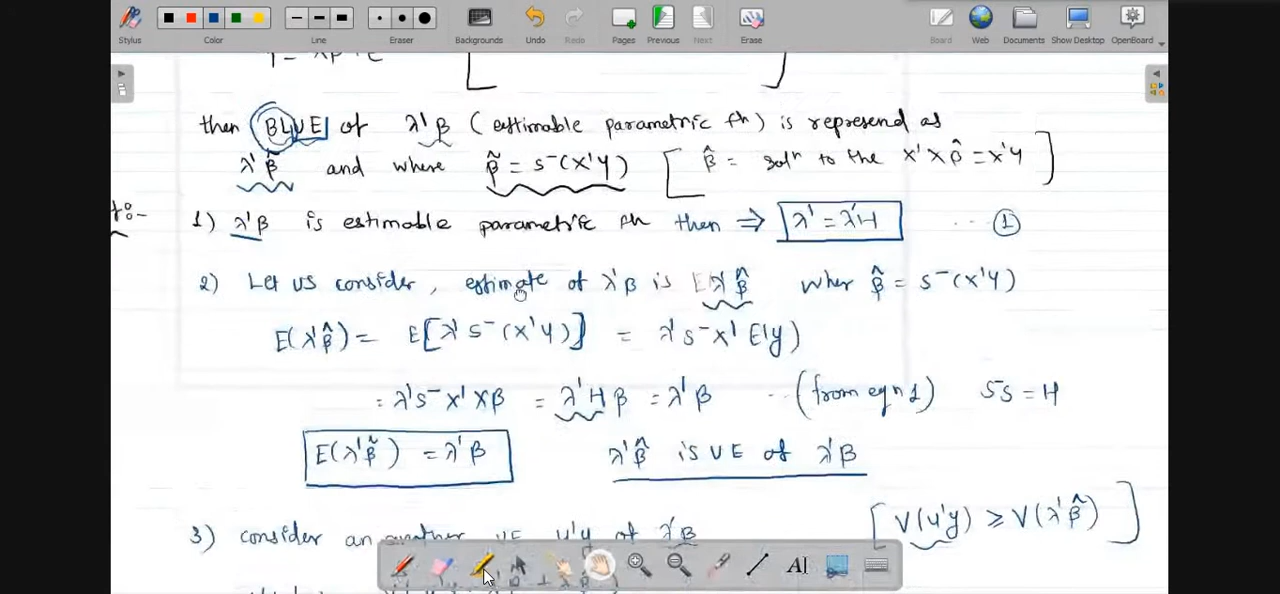 Stylus Color Line Eraser Backgrounds Undo Redo Pages Previous Next Erase Board Web Documents Show Desktop OpenBoard
then BLUE of λ'β (estimable parametric fn) is represend as
λ'β̂ and where β̂ = S⁻(X'Y) [β̂ = solⁿ to the X'Xβ̂ = X'Y]
1) λ'β is estimable parametric fn then ⇒ λ' = λ'H ... ①
2) Let us consider, estimate of λ'β is λ'β̂ wher β̂ = S⁻(X'Y)
E(λ'β̂) = E[λ'S⁻(X'Y)] = λ'S⁻X'E(y)
= λ's⁻X'Xβ = λ'Hβ = λ'β ... (from eqn 1) S⁻S = H
E(λ'β̂) = λ'β λ'β̂ is UE of λ'β
[V(u'y) ≥ V(λ'β̂)]
3) consider an another UE u'y of λ'β